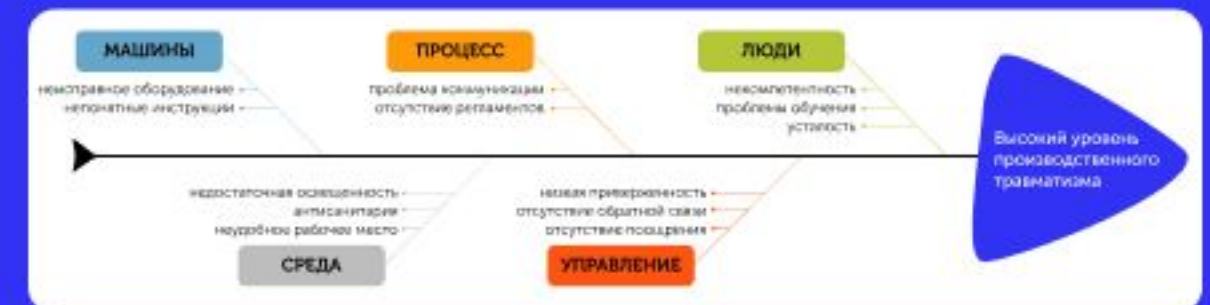 МАШИНЫ
неисправное оборудование
непонятные инструкции
ПРОЦЕСС
проблема коммуникации
отсутствие регламентов
ЛЮДИ
некомпетентность
проблемы обучения
усталость
Высокий уровень
производственного
травматизма
недостаточная освещенность
антисанитария
неудобное рабочее место
СРЕДА
низкая приверженность
отсутствие обратной связи
отсутствие поощрения
УПРАВЛЕНИЕ